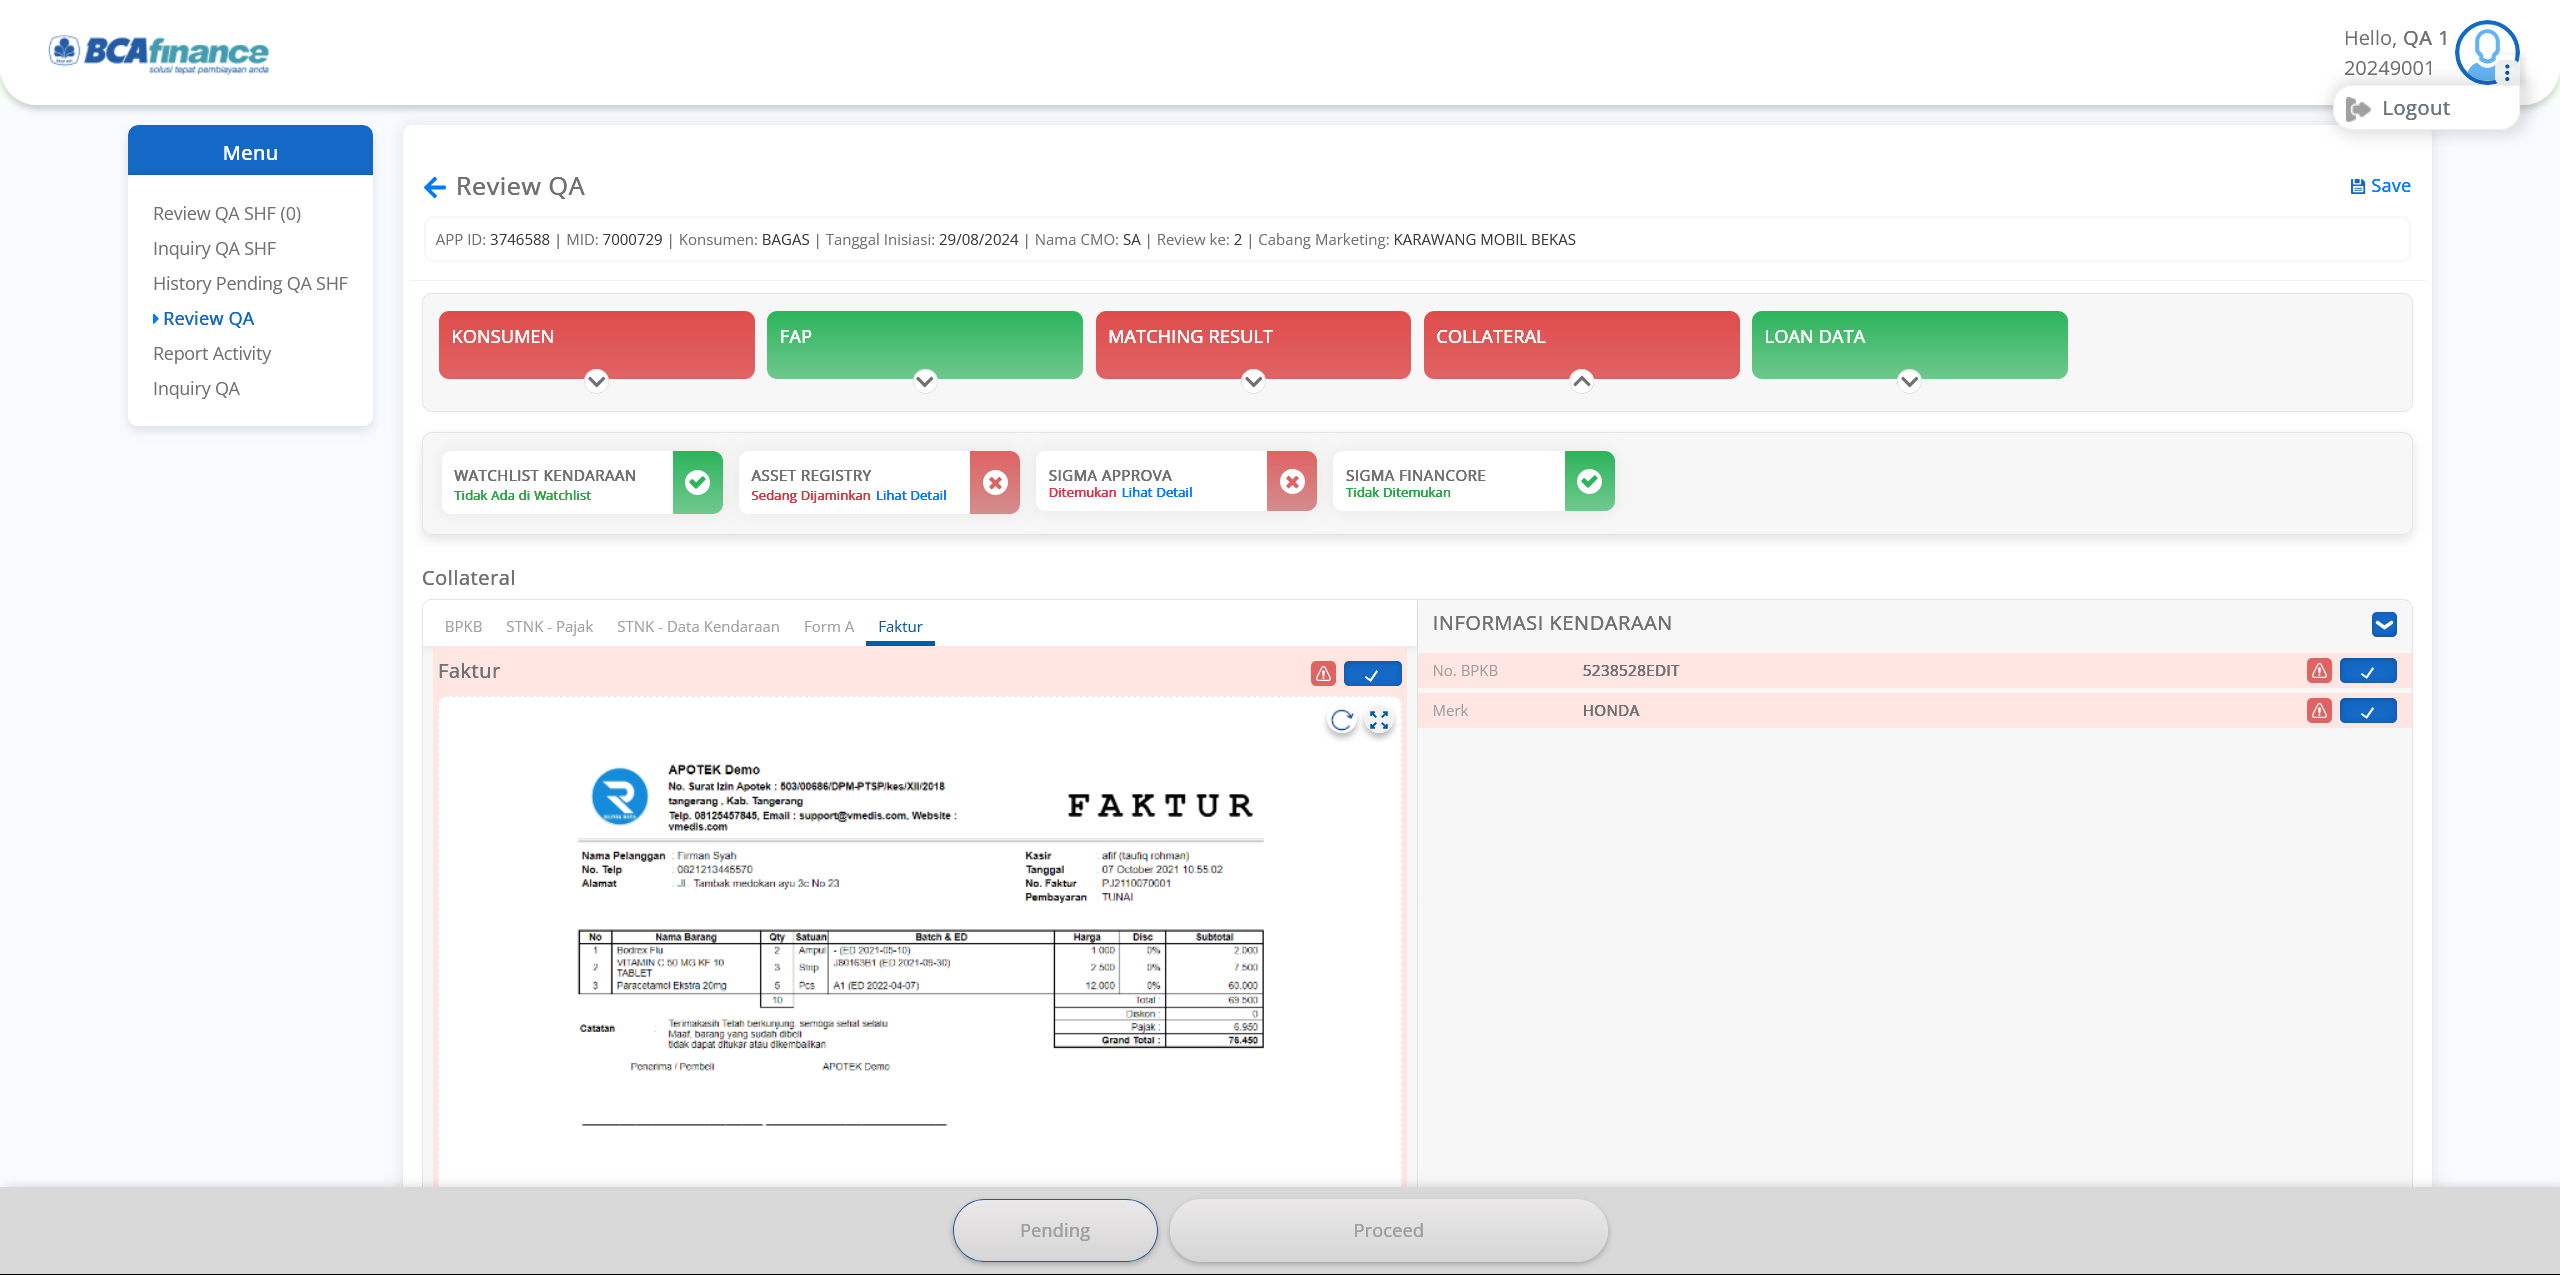 BCAfinance
solusi tepat pembiayaan anda
Hello, QA 1
20249001
Logout
Menu
Review QA SHF (0)
Inquiry QA SHF
History Pending QA SHF
Review QA
Report Activity
Inquiry QA
Review QA
Save
APP ID: 3746588 | MID: 7000729 | Konsumen: BAGAS | Tanggal Inisiasi: 29/08/2024 | Nama CMO: SA | Review ke: 2 | Cabang Marketing: KARAWANG MOBIL BEKAS
KONSUMEN
FAP
MATCHING RESULT
COLLATERAL
LOAN DATA
WATCHLIST KENDARAAN
Tidak Ada di Watchlist
ASSET REGISTRY
Sedang Dijaminkan Lihat Detail
SIGMA APPROVA
Ditemukan Lihat Detail
SIGMA FINANCORE
Tidak Ditemukan
Collateral
BPKB STNK - Pajak STNK - Data Kendaraan Form A Faktur
Faktur
APOTEK Demo
No. Surat Izin Apotek : 503/00686/DPM-PTSP/kes/XII/2018
tangerang , Kab. Tangerang
Telp. 08125457845, Email : support@vmedis.com, Website :
vmedis.com
FAKTUR
Nama Pelanggan : Firman Syah
No. Telp : 0821213445570
Alamat : Jl . Tambak medokan ayu 3c No 23
Kasir : afif (taufiq rohman)
Tanggal : 07 October 2021 10.55.02
No. Faktur : PJ2110070001
Pembayaran : TUNAI
No Nama Barang Qty Satuan Batch & ED Harga Disc Subtotal
1 Bodrex Flu 2 Ampul - (ED 2021-05-10) 1.000 0% 2.000
2 VITAMIN C 50 MG KF 10 TABLET 3 Strip J80163B1 (ED 2021-09-30) 2.500 0% 7.500
3 Paracetamol Ekstra 20mg 5 Pcs A1 (ED 2022-04-07) 12.000 0% 60.000
10 Total : 69.500
Diskon : 0
Pajak : 6.950
Grand Total : 76.450
Catatan : Terimakasih Telah berkunjung, semoga sehat selalu
Maaf, barang yang sudah dibeli
tidak dapat ditukar atau dikembalikan
Penerima / Pembeli APOTEK Demo
INFORMASI KENDARAAN
No. BPKB 5238528EDIT
Merk HONDA
Pending
Proceed